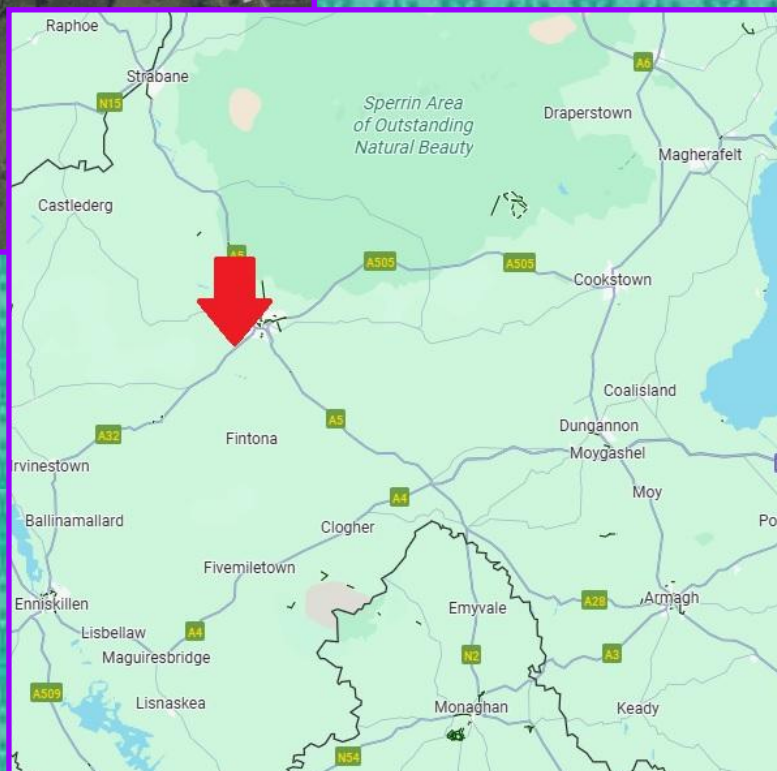 Raphoe
Strabane
N15
A6
Sperrin Area
of Outstanding
Natural Beauty
Draperstown
Magherafelt
Castlederg
A5
A505
A505
Cookstown
Coalisland
A5
Dungannon
A32
Fintona
Moygashel
Irvinestown
A4
Moy
Ballinamallard
Clogher
Po
Fivemiletown
Enniskillen
Emyvale
A28
Armagh
Lisbellaw
A4
Maguiresbridge
N2
A3
A509
Lisnaskea
Monaghan
Keady
N54